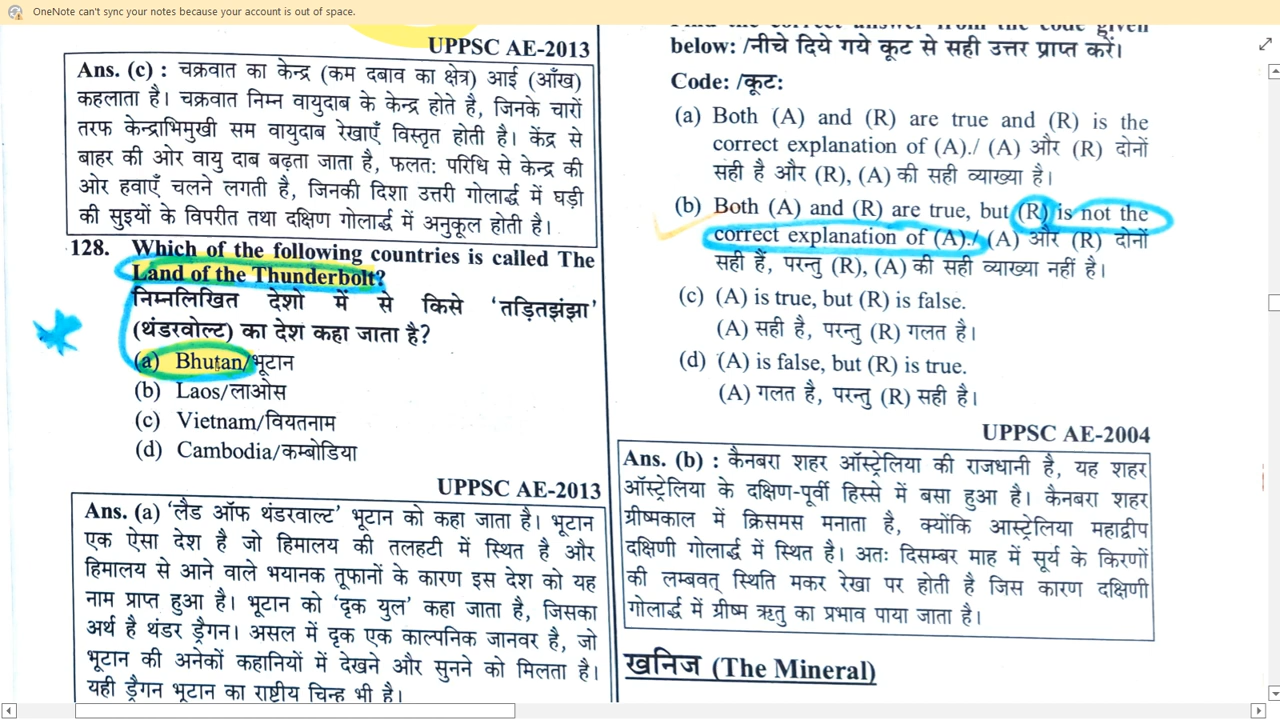 OneNote can't sync your notes because your account is out of space.
UPPSC AE-2013
Ans. (c) : चक्रवात का केन्द्र (कम दबाव का क्षेत्र) आई (आँख)
कहलाता है। चक्रवात निम्न वायुदाब के केन्द्र होते है, जिनके चारों
तरफ केन्द्राभिमुखी सम वायुदाब रेखाएँ विस्तृत होती है। केंद्र से
बाहर की ओर वायु दाब बढ़ता जाता है, फलत: परिधि से केन्द्र की
ओर हवाएँ चलने लगती है, जिनकी दिशा उत्तरी गोलार्द्ध में घड़ी
की सुइयों के विपरीत तथा दक्षिण गोलार्द्ध में अनुकूल होती है।
128. Which of the following countries is called The
Land of the Thunderbolt?
निम्नलिखित देशो में से किसे 'तड़ितझंझा'
(थंडरवोल्ट) का देश कहा जाता है?
(a) Bhutan/भूटान
(b) Laos/लाओस
(c) Vietnam/वियतनाम
(d) Cambodia/कम्बोडिया
UPPSC AE-2013
Ans. (a) 'लैड ऑफ थंडरवाल्ट' भूटान को कहा जाता है। भूटान
एक ऐसा देश है जो हिमालय की तलहटी में स्थित है और
हिमालय से आने वाले भयानक तूफानों के कारण इस देश को यह
नाम प्राप्त हुआ है। भूटान को 'दृक युल' कहा जाता है, जिसका
अर्थ है थंडर ड्रैगन। असल में दृक एक काल्पनिक जानवर है, जो
भूटान की अनेकों कहानियों में देखने और सुनने को मिलता है।
यही ड्रैगन भूटान का राष्ट्रीय चिन्ह भी है।
Find the correct answer from the code given
below: /नीचे दिये गये कूट से सही उत्तर प्राप्त करें।
Code: /कूट:
(a) Both (A) and (R) are true and (R) is the
correct explanation of (A)./ (A) और (R) दोनों
सही है और (R), (A) की सही व्याख्या है।
(b) Both (A) and (R) are true, but (R) is not the
correct explanation of (A)./ (A) और (R) दोनों
सही हैं, परन्तु (R), (A) की सही व्याख्या नहीं है।
(c) (A) is true, but (R) is false.
(A) सही है, परन्तु (R) गलत है।
(d) (A) is false, but (R) is true.
(A) गलत है, परन्तु (R) सही है।
UPPSC AE-2004
Ans. (b) : कैनबरा शहर ऑस्ट्रेलिया की राजधानी है, यह शहर
ऑस्ट्रेलिया के दक्षिण-पूर्वी हिस्से में बसा हुआ है। कैनबरा शहर
ग्रीष्मकाल में क्रिसमस मनाता है, क्योंकि आस्ट्रेलिया महाद्वीप
दक्षिणी गोलार्द्ध में स्थित है। अतः दिसम्बर माह में सूर्य के किरणों
की लम्बवत् स्थिति मकर रेखा पर होती है जिस कारण दक्षिणी
गोलार्द्ध में ग्रीष्म ऋतु का प्रभाव पाया जाता है।
खनिज (The Mineral)